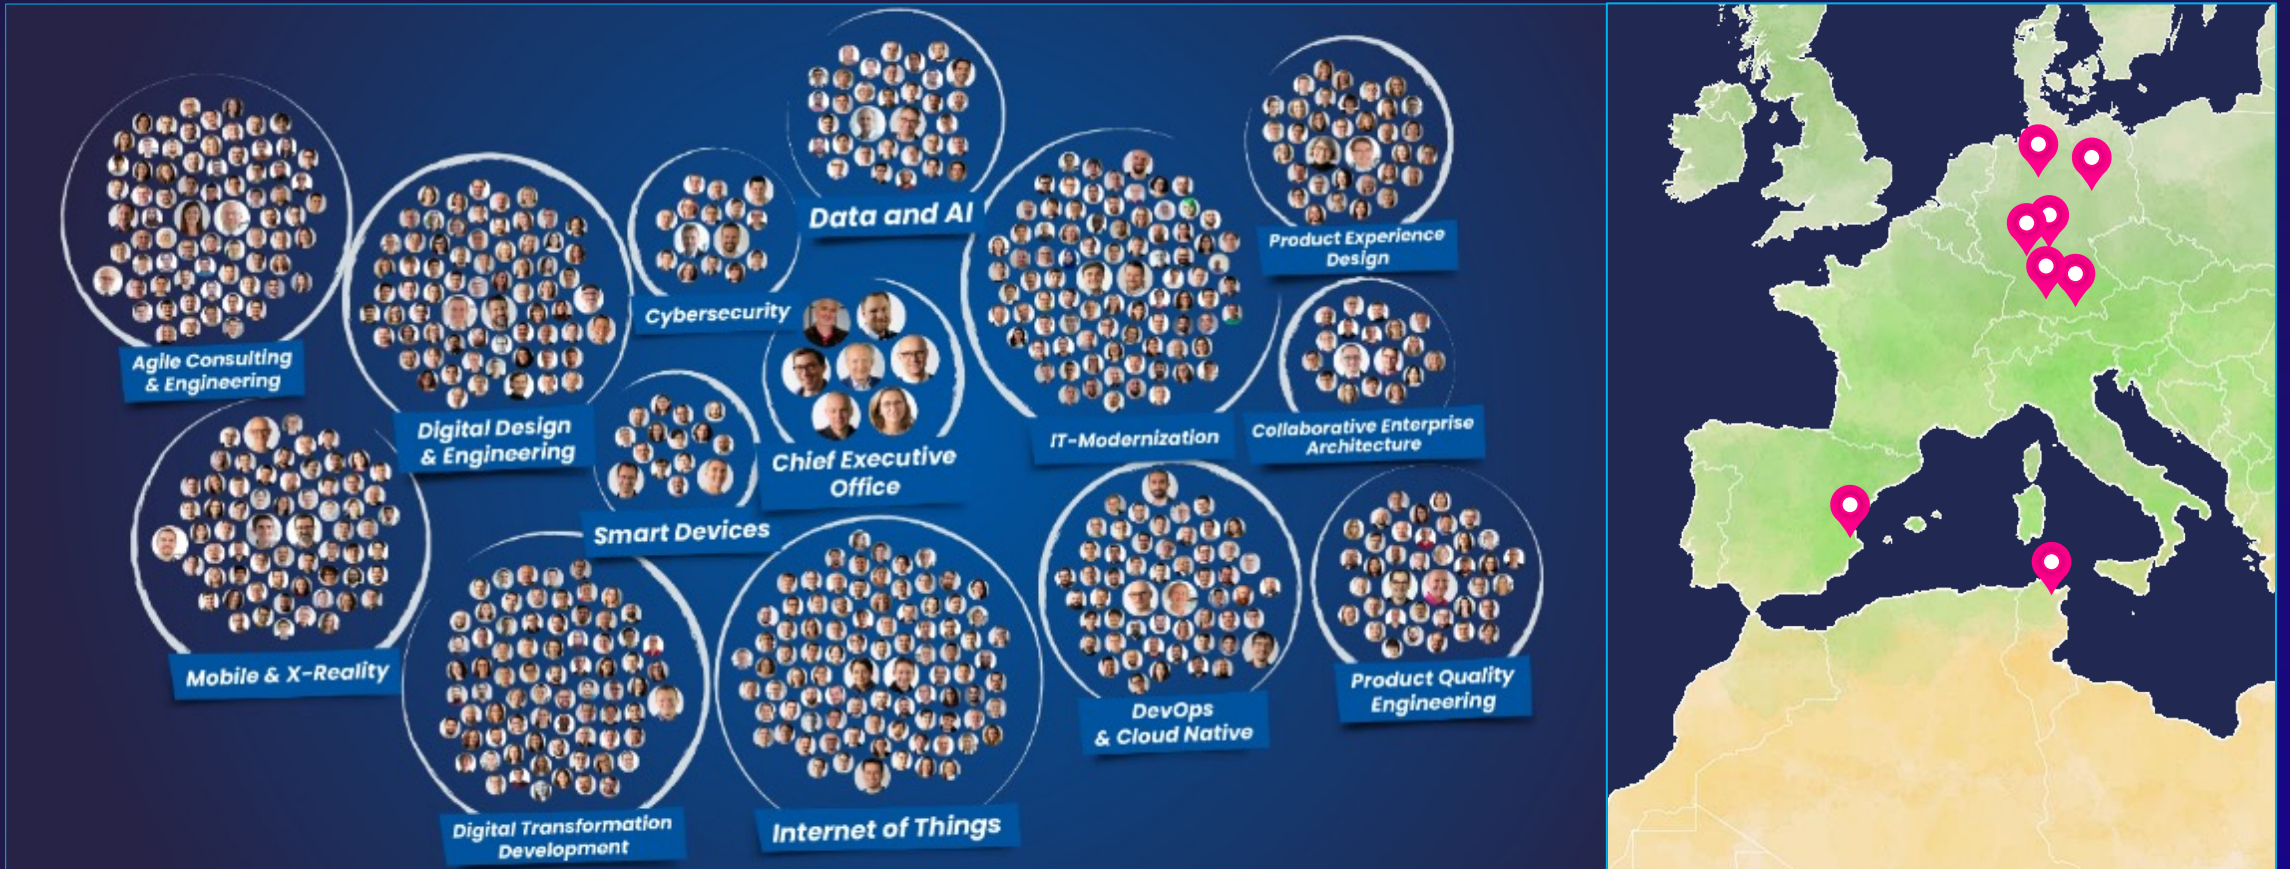 Data and AI
Product Experience
Design
Cybersecurity
Agile Consulting
& Engineering
Digital Design
& Engineering
Chief Executive
Office
IT-Modernization
Collaborative Enterprise
Architecture
Smart Devices
Mobile & X-Reality
DevOps
& Cloud Native
Product Quality
Engineering
Digital Transformation
Development
Internet of Things